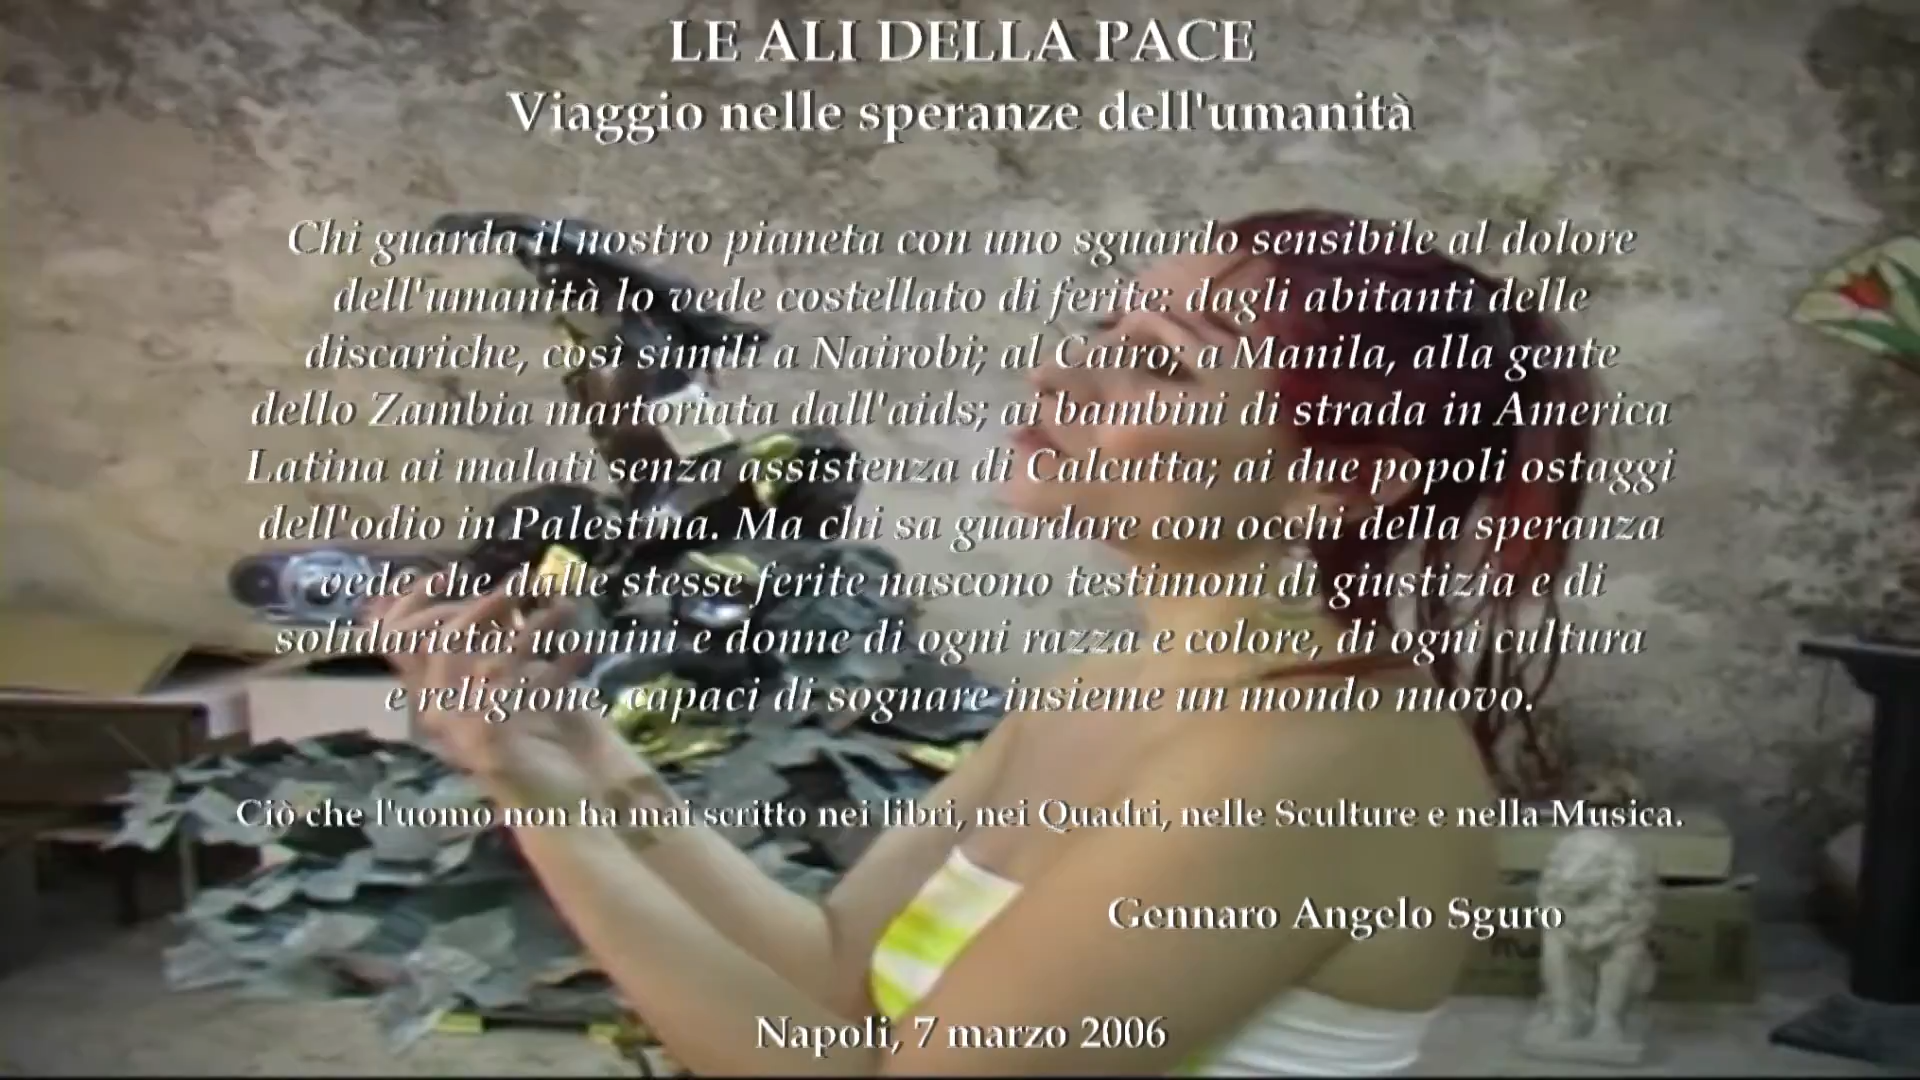 LE ALI DELLA PACE
Viaggio nelle speranze dell'umanità
Chi guarda il nostro pianeta con uno sguardo sensibile al dolore
dell'umanità lo vede costellato di ferite: dagli abitanti delle
discariche, così simili a Nairobi; al Cairo; a Manila, alla gente
dello Zambia martoriata dall'aids; ai bambini di strada in America
Latina ai malati senza assistenza di Calcutta; ai due popoli ostaggi
dell'odio in Palestina. Ma chi sa guardare con occhi della speranza
vede che dalle stesse ferite nascono testimoni di giustizia e di
solidarietà: uomini e donne di ogni razza e colore, di ogni cultura
e religione, capaci di sognare insieme un mondo nuovo.
Ciò che l'uomo non ha mai scritto nei libri, nei Quadri, nelle Sculture e nella Musica.
Gennaro Angelo Sguro
Napoli, 7 marzo 2006